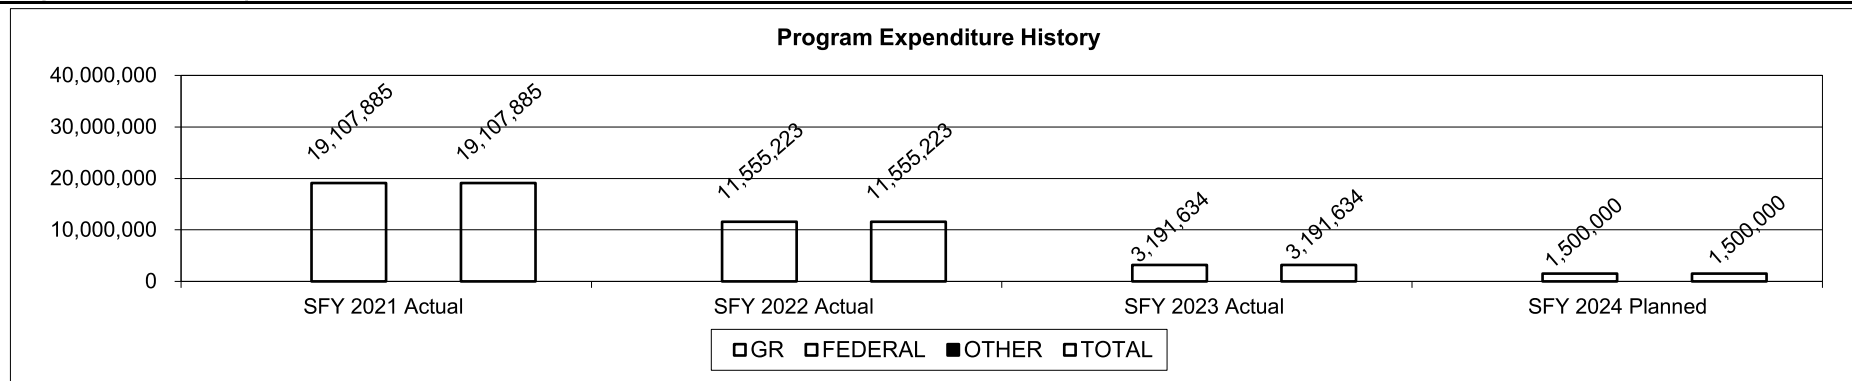 Program Expenditure History
40,000,000
30,000,000
20,000,000
10,000,000
0
19,107,885
19,107,885
11,555,223
11,555,223
3,191,634
3,191,634
1,500,000
1,500,000
SFY 2021 Actual
SFY 2022 Actual
SFY 2023 Actual
SFY 2024 Planned
GR FEDERAL OTHER TOTAL